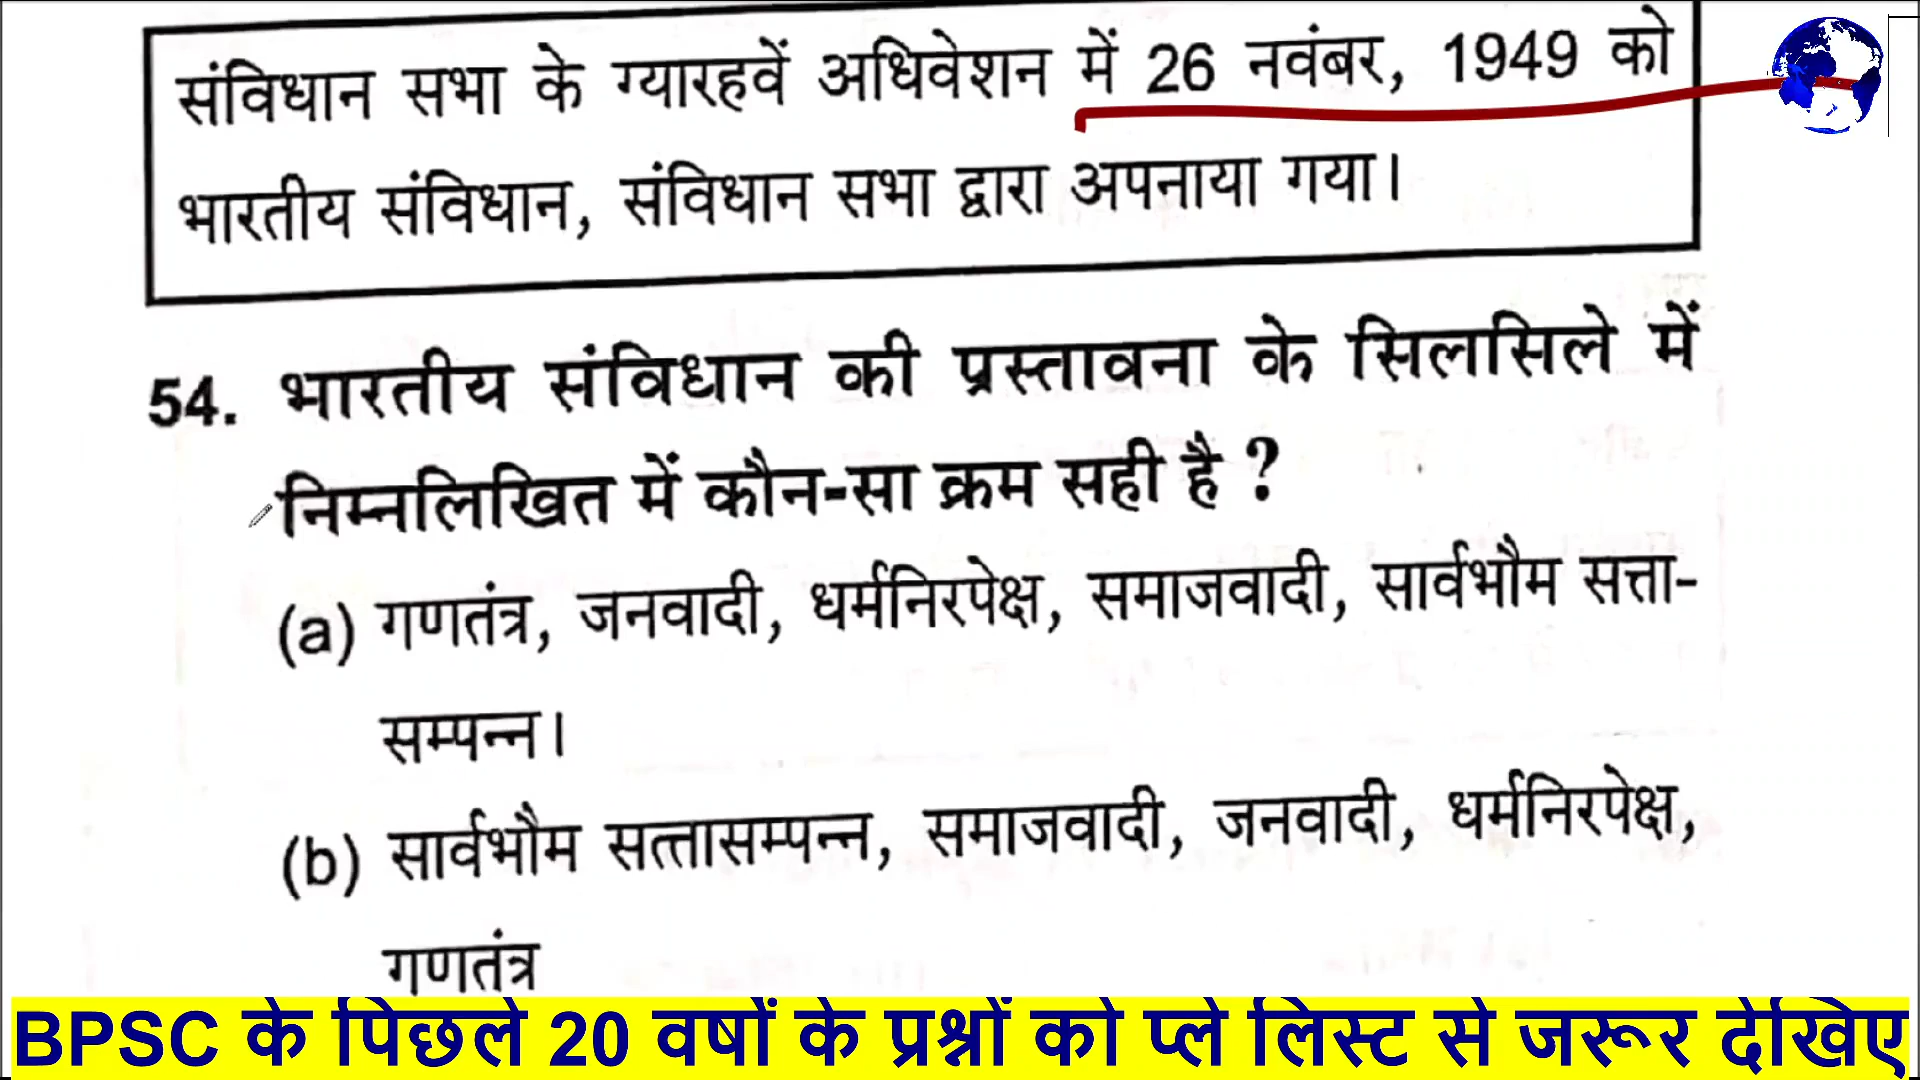 संविधान सभा के ग्यारहवें अधिवेशन में 26 नवंबर, 1949 को
भारतीय संविधान, संविधान सभा द्वारा अपनाया गया।
54. भारतीय संविधान की प्रस्तावना के सिलसिले में
निम्नलिखित में कौन-सा क्रम सही है ?
(a) गणतंत्र, जनवादी, धर्मनिरपेक्ष, समाजवादी, सार्वभौम सत्ता-
सम्पन्न।
(b) सार्वभौम सत्तासम्पन्न, समाजवादी, जनवादी, धर्मनिरपेक्ष,
गणतंत्र
BPSC के पिछले 20 वर्षों के प्रश्नों को प्ले लिस्ट से जरूर देखिए